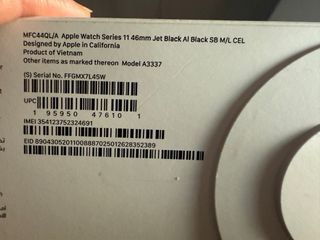 MFC44QL/A Apple Watch Series 11 46mm Jet Black Al Black SB M/L CEL
Designed by Apple in California
Product of Vietnam
Other items as marked thereon Model A3337
(S) Serial No. FFGMX7L45W
UPC
1 95950 47610 1
IMEI 354123752324691
EID 89043052011008887025012628352389